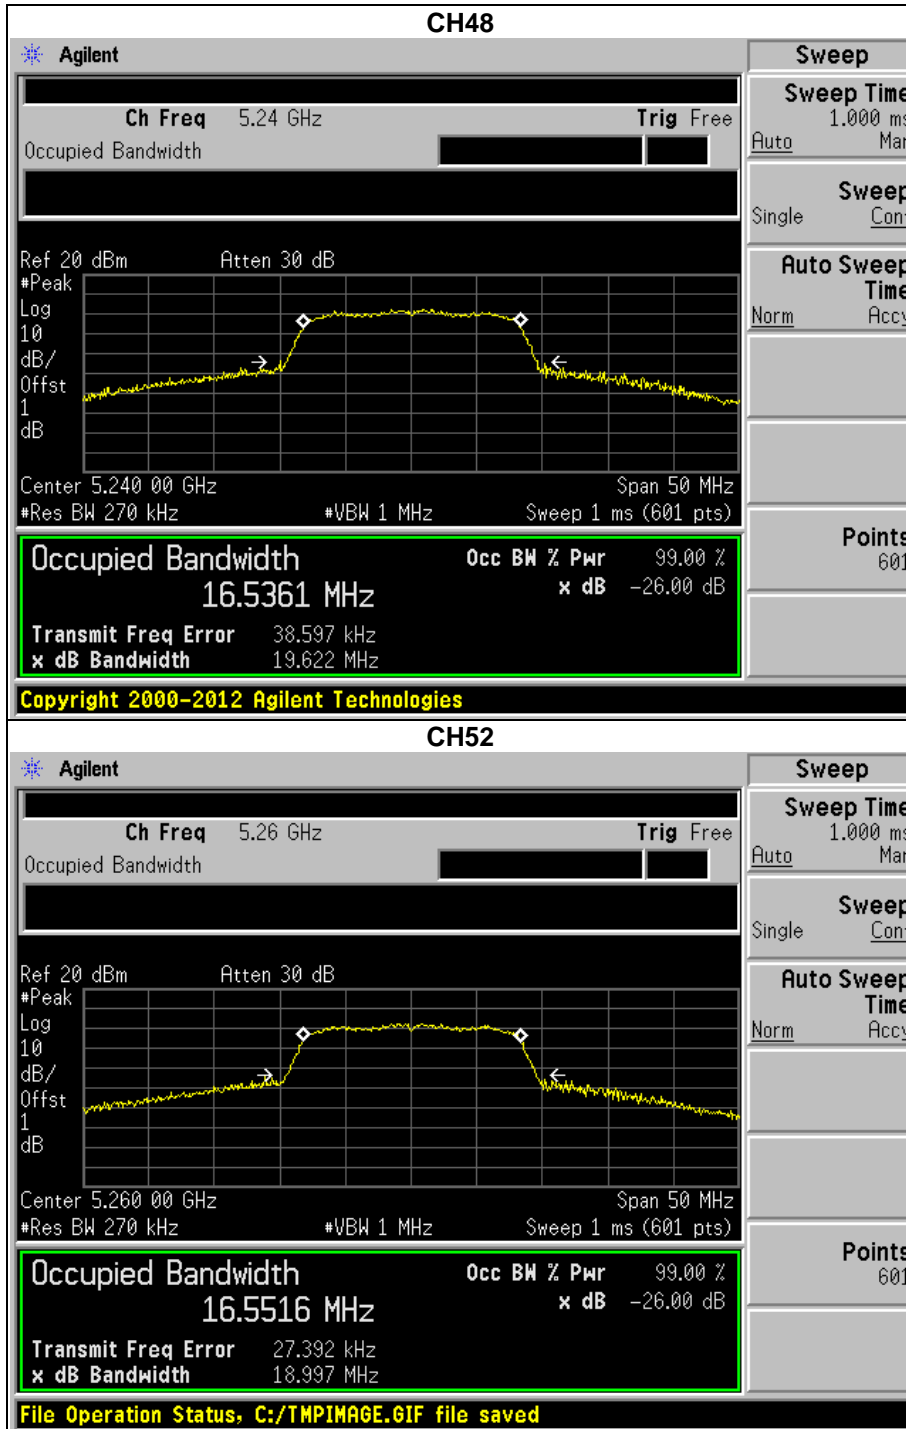 CH48
Agilent
Sweep
Ch Freq 5.24 GHz Trig Free
Occupied Bandwidth
Sweep Time
1.000 ms
Auto Man
Sweep
Single Cont
Auto Sweep
Time
Norm Accy
Ref 20 dBm Atten 30 dB
#Peak
Log
10
dB/
Offst
1
dB
Center 5.240 00 GHz Span 50 MHz
#Res BW 270 kHz #VBW 1 MHz Sweep 1 ms (601 pts)
Points
601
Occupied Bandwidth Occ BW % Pwr 99.00 %
16.5361 MHz x dB -26.00 dB
Transmit Freq Error 38.597 kHz
x dB Bandwidth 19.622 MHz
Copyright 2000-2012 Agilent Technologies
CH52
Agilent
Sweep
Ch Freq 5.26 GHz Trig Free
Occupied Bandwidth
Sweep Time
1.000 ms
Auto Man
Sweep
Single Cont
Auto Sweep
Time
Norm Accy
Ref 20 dBm Atten 30 dB
#Peak
Log
10
dB/
Offst
1
dB
Center 5.260 00 GHz Span 50 MHz
#Res BW 270 kHz #VBW 1 MHz Sweep 1 ms (601 pts)
Points
601
Occupied Bandwidth Occ BW % Pwr 99.00 %
16.5516 MHz x dB -26.00 dB
Transmit Freq Error 27.392 kHz
x dB Bandwidth 18.997 MHz
File Operation Status, C:/TMPIMAGE.GIF file saved